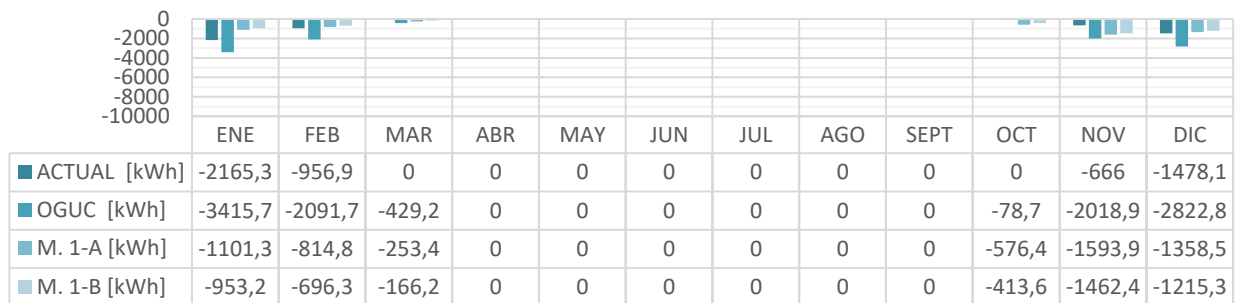 0
-2000
-4000
-6000
-8000
-10000
ENE FEB MAR ABR MAY JUN JUL AGO SEPT OCT NOV DIC
ACTUAL [kWh] -2165,3 -956,9 0 0 0 0 0 0 0 0 -666 -1478,1
OGUC [kWh] -3415,7 -2091,7 -429,2 0 0 0 0 0 0 -78,7 -2018,9 -2822,8
M. 1-A [kWh] -1101,3 -814,8 -253,4 0 0 0 0 0 0 -576,4 -1593,9 -1358,5
M. 1-B [kWh] -953,2 -696,3 -166,2 0 0 0 0 0 0 -413,6 -1462,4 -1215,3